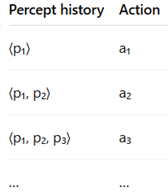 Percept history Action
⟨p₁⟩ a₁
⟨p₁, p₂⟩ a₂
⟨p₁, p₂, p₃⟩ a₃
... ...